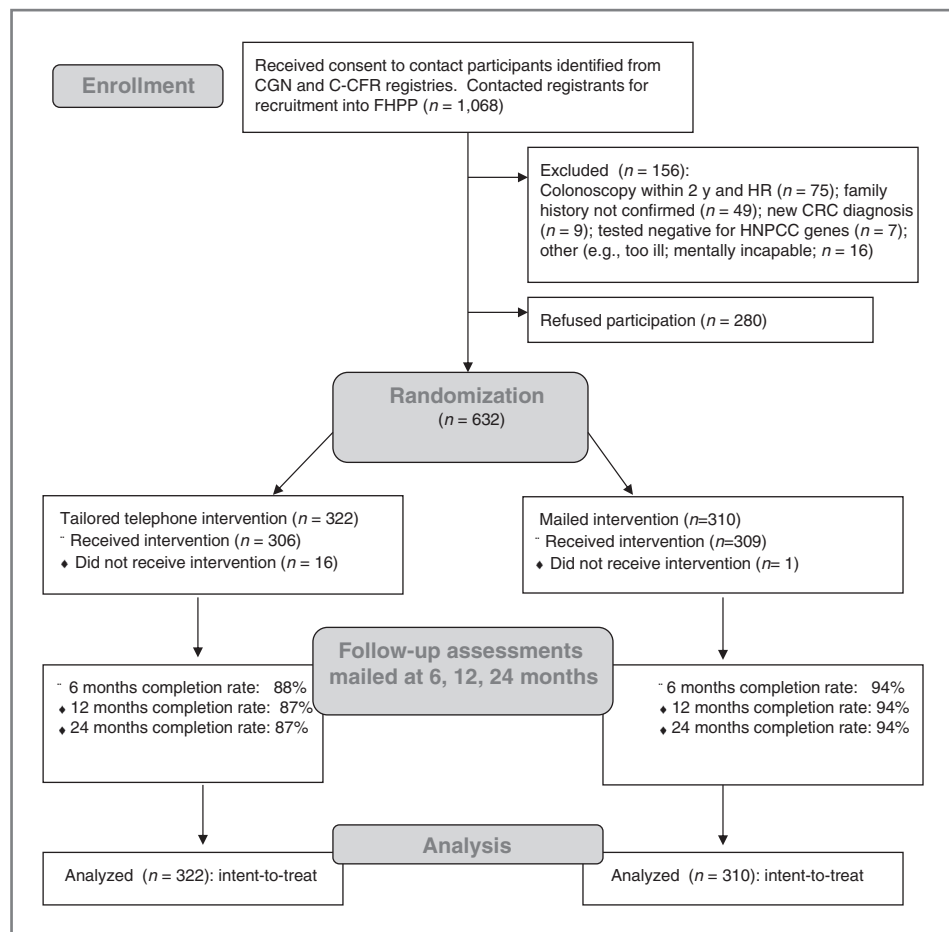 Enrollment
Received consent to contact participants identified from
CGN and C-CFR registries. Contacted registrants for
recruitment into FHPP (n = 1,068)
Excluded (n = 156):
Colonoscopy within 2 y and HR (n = 75); family
history not confirmed (n = 49); new CRC diagnosis
(n = 9); tested negative for HNPCC genes (n = 7);
other (e.g., too ill; mentally incapable; n = 16)
Refused participation (n = 280)
Randomization
(n = 632)
Tailored telephone intervention (n = 322)
¨ Received intervention (n = 306)
♦ Did not receive intervention (n = 16)
Mailed intervention (n=310)
¨ Received intervention (n=309)
♦ Did not receive intervention (n= 1)
Follow-up assessments
mailed at 6, 12, 24 months
¨ 6 months completion rate: 88%
♦ 12 months completion rate: 87%
♦ 24 months completion rate: 87%
¨ 6 months completion rate: 94%
♦ 12 months completion rate: 94%
♦ 24 months completion rate: 94%
Analysis
Analyzed (n = 322): intent-to-treat
Analyzed (n = 310): intent-to-treat